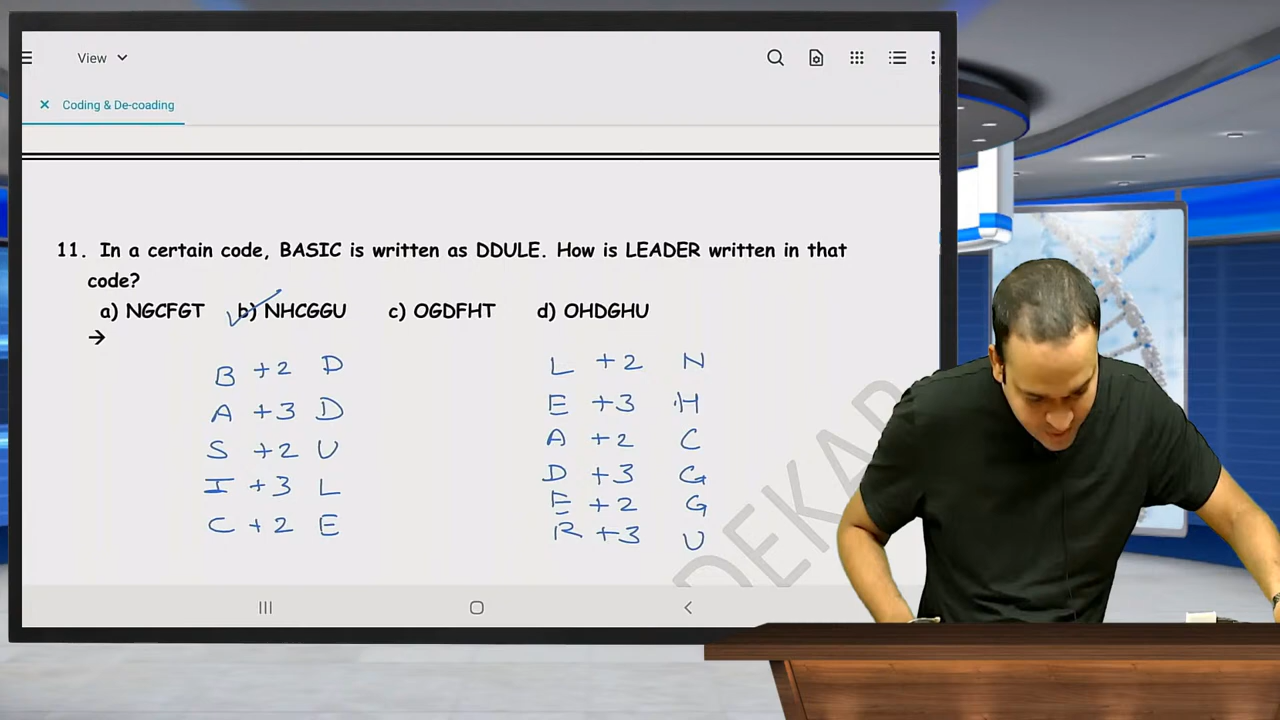 View
Coding & De-coading
11. In a certain code, BASIC is written as DDULE. How is LEADER written in that
code?
a) NGCFGT b) NHCGGU c) OGDFHT d) OHDGHU
→
B +2 D L +2 N
A +3 D E +3 H
S +2 U A +2 C
I +3 L D +3 G
C +2 E E +2 G
R +3 U
DEKAR